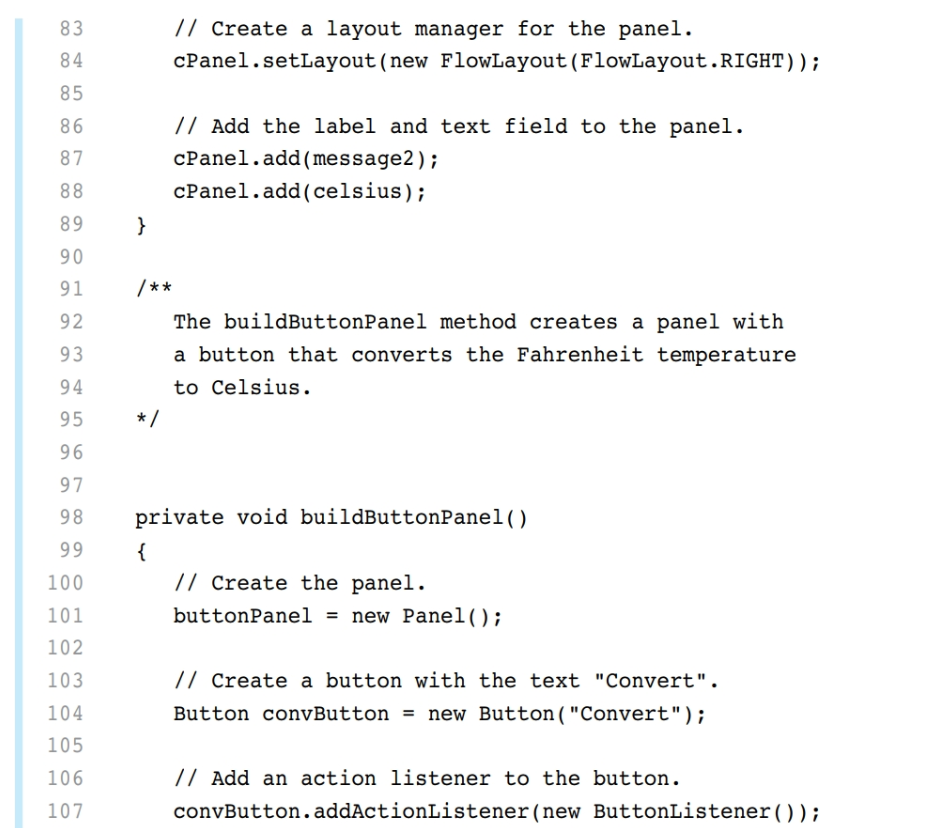 83 // Create a layout manager for the panel.
84 cPanel.setLayout(new FlowLayout(FlowLayout.RIGHT));
85
86 // Add the label and text field to the panel.
87 cPanel.add(message2);
88 cPanel.add(celsius);
89 }
90
91 /**
92 The buildButtonPanel method creates a panel with
93 a button that converts the Fahrenheit temperature
94 to Celsius.
95 */
96
97
98 private void buildButtonPanel()
99 {
100 // Create the panel.
101 buttonPanel = new Panel();
102
103 // Create a button with the text "Convert".
104 Button convButton = new Button("Convert");
105
106 // Add an action listener to the button.
107 convButton.addActionListener(new ButtonListener());